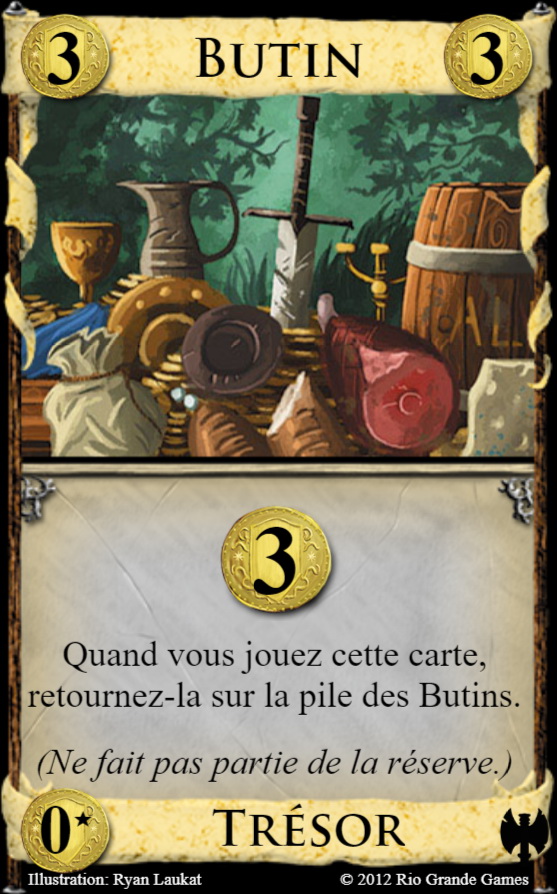 3 Butin 3
AL
3
Quand vous jouez cette carte,
retournez-la sur la pile des Butins.
(Ne fait pas partie de la réserve.)
0* Trésor
Illustration: Ryan Laukat © 2012 Rio Grande Games